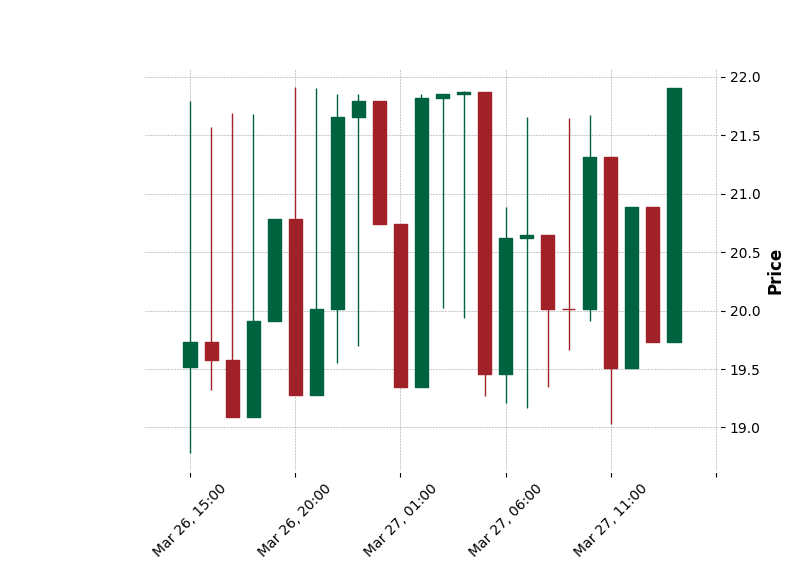 22.0
21.5
21.0
20.5
20.0
19.5
19.0
Price
Mar 26, 15:00
Mar 26, 20:00
Mar 27, 01:00
Mar 27, 06:00
Mar 27, 11:00